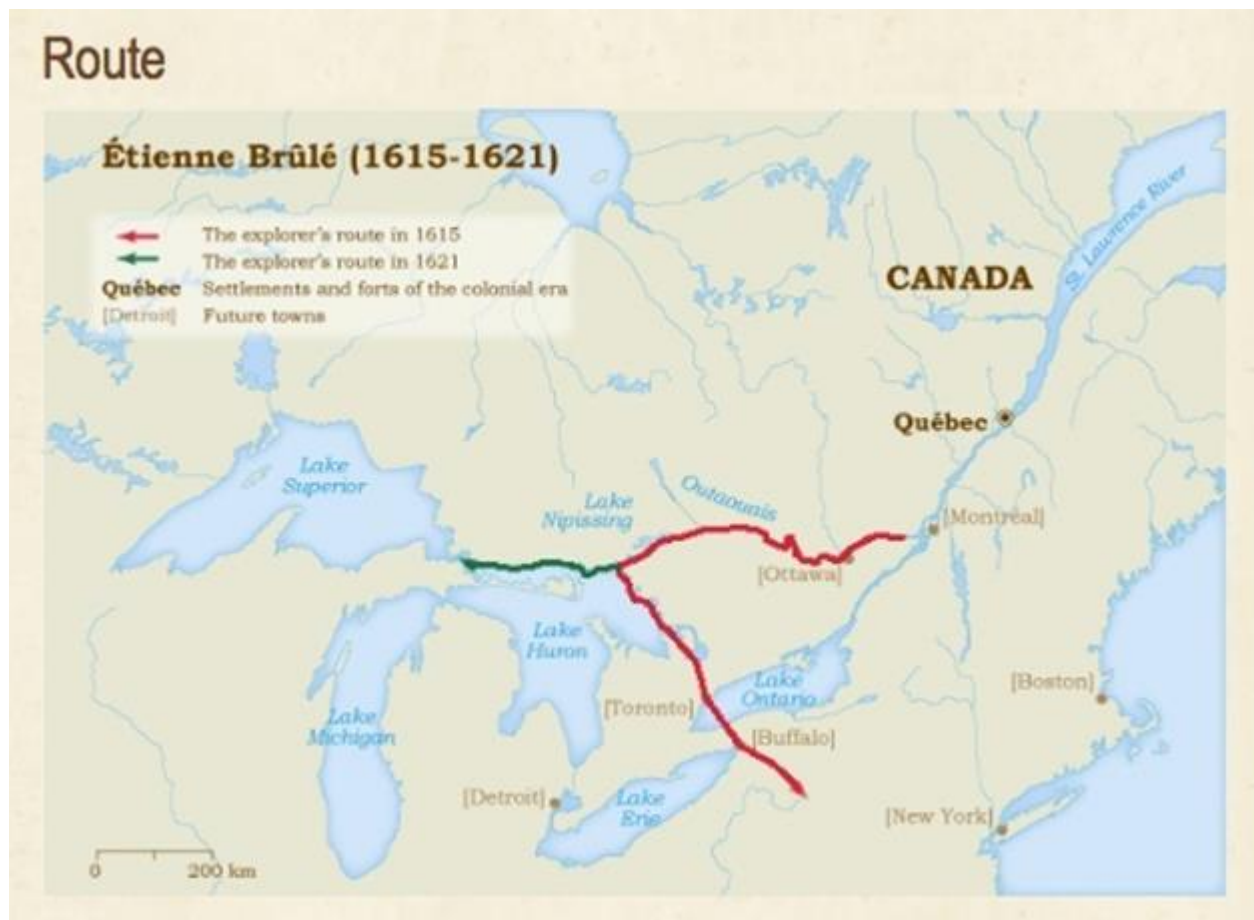 Route
Étienne Brûlé (1615-1621)
The explorer's route in 1615
The explorer's route in 1621
Québec Settlements and forts of the colonial era
[Detroit] Future towns
St. Lawrence River
CANADA
Québec
Lake
Superior
Lake
Nipissing
Outaouais
[Montréal]
[Ottawa]
Lake
Huron
[Boston]
Lake
Ontario
[Toronto]
Lake
Michigan
[Buffalo]
[Detroit]
Lake
Erie
[New York]
0 200 km